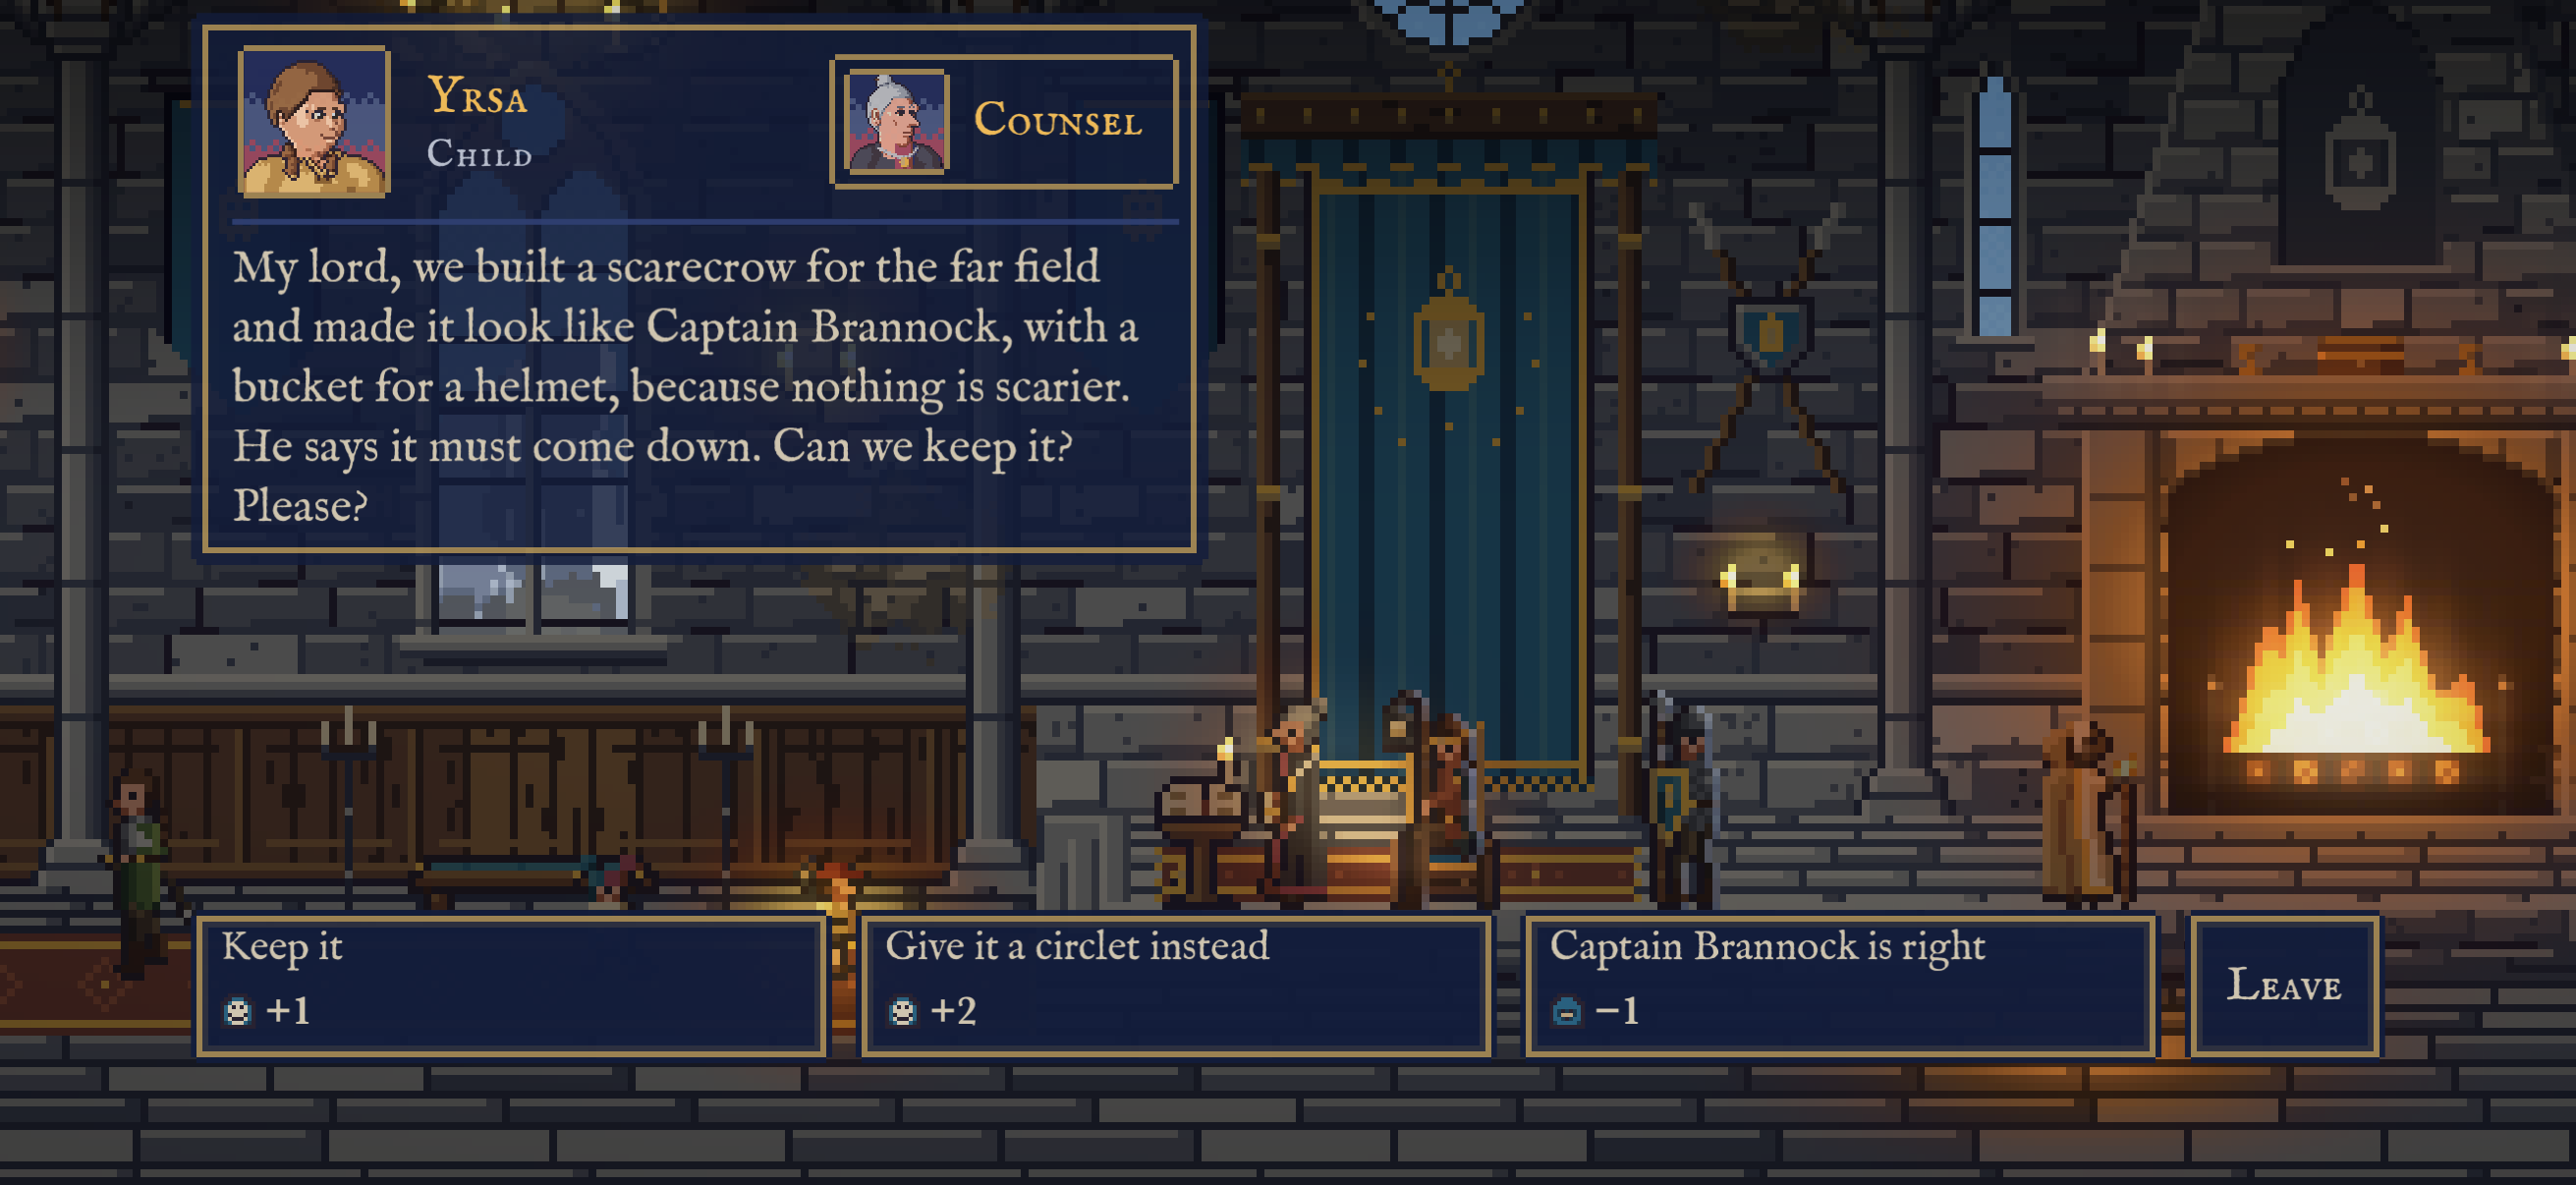 Yrsa
Child
Counsel
My lord, we built a scarecrow for the far field
and made it look like Captain Brannock, with a
bucket for a helmet, because nothing is scarier.
He says it must come down. Can we keep it?
Please?
Keep it
+1
Give it a circlet instead
+2
Captain Brannock is right
−1
Leave